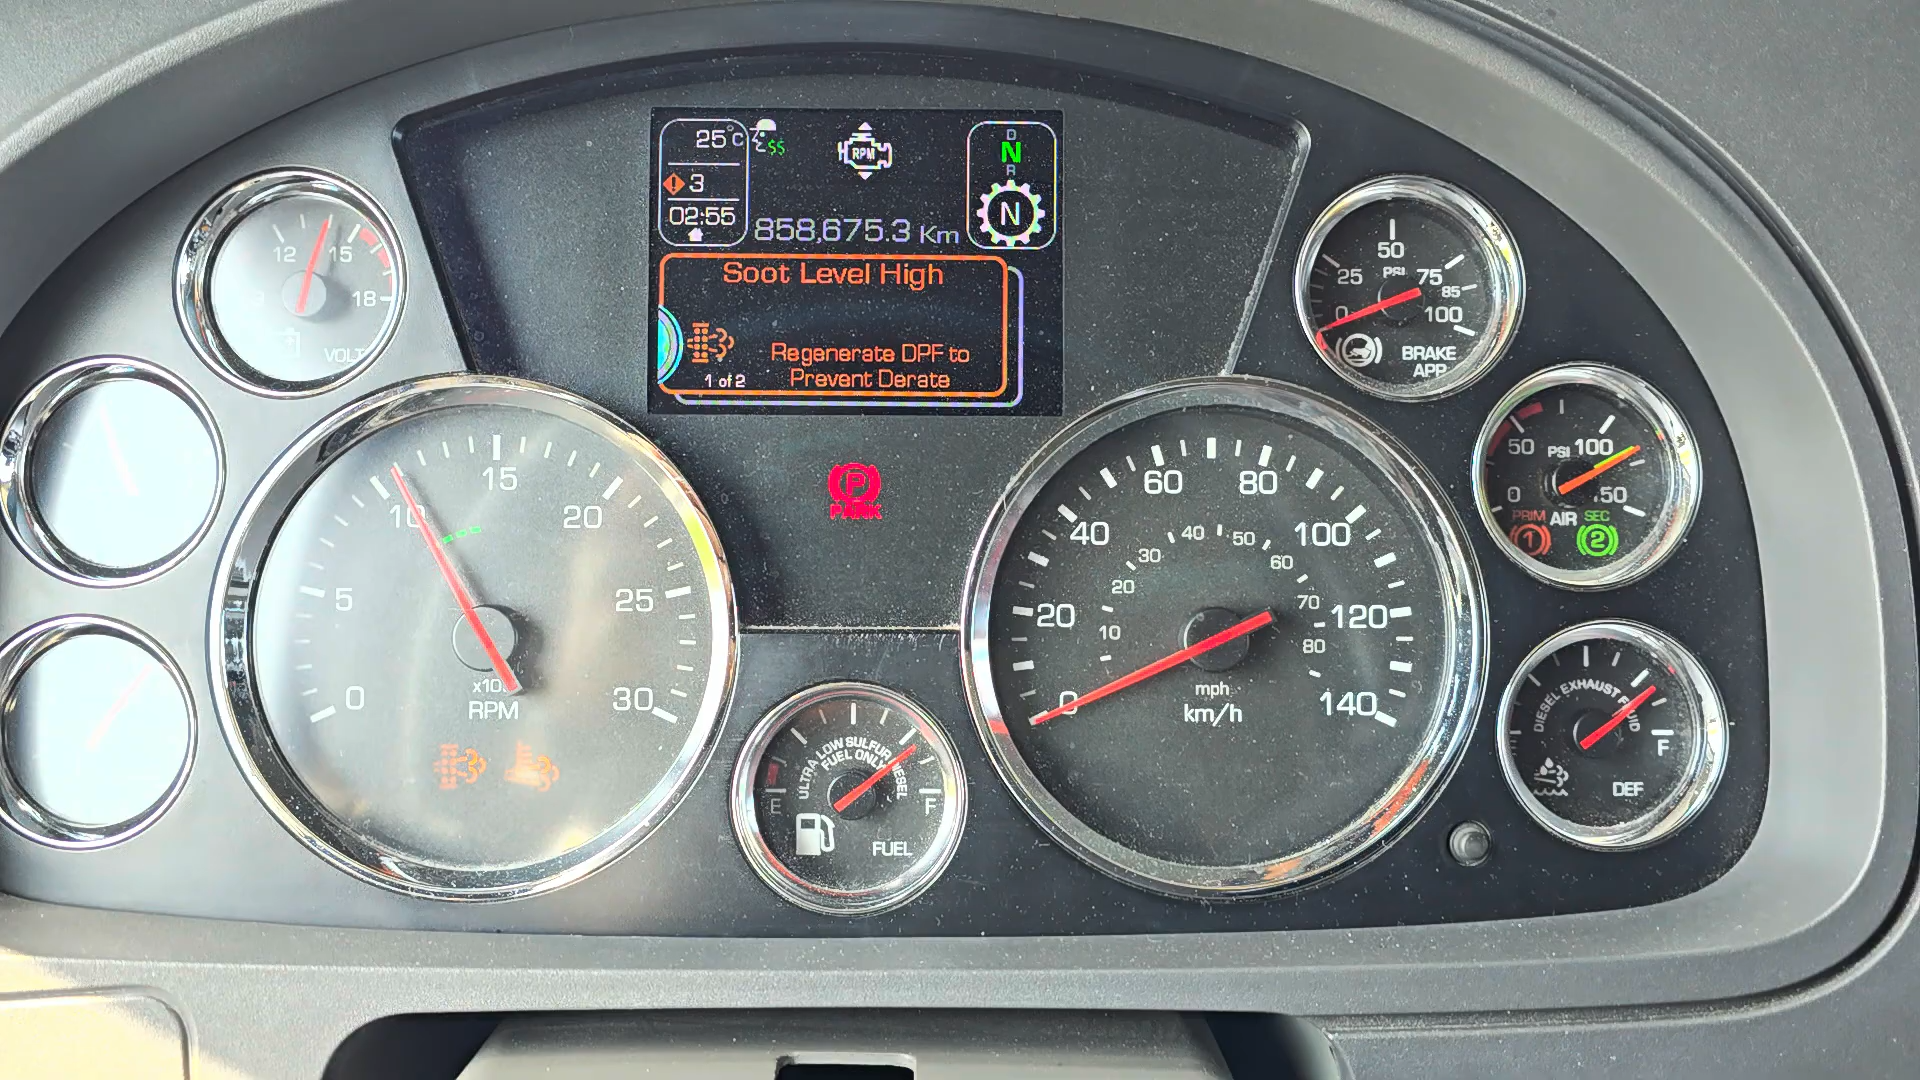 25°C
3
02:55
$$
RPM
D
N
R
N
858,675.3 Km
Soot Level High
Regenerate DPF to
Prevent Derate
1 of 2
12
15
18
VOLT
P
PARK
0
5
10
15
20
25
30
RPM
0
20
40
60
80
100
120
140
10
20
30
40
50
60
70
80
mph
km/h
ULTRA LOW SULFUR DIESEL
FUEL ONLY
E
F
FUEL
0
25
50
75
85
100
PSI
BRAKE
APP
0
50
PSI
100
PRIM
AIR
SEC
1
2
DIESEL EXHAUST FLUID
F
DEF